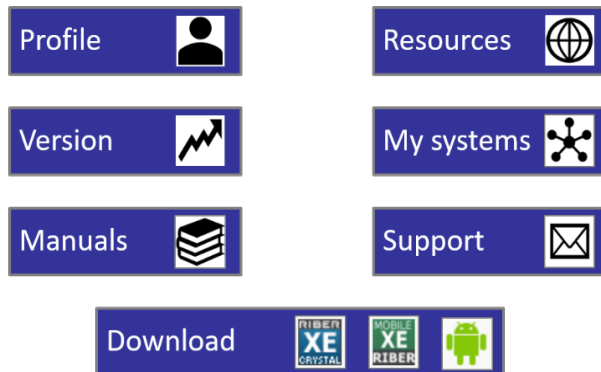 Profile
Resources
Version
My systems
Manuals
Support
Download
RIBER
XE
CRYSTAL
MOBILE
XE
RIBER